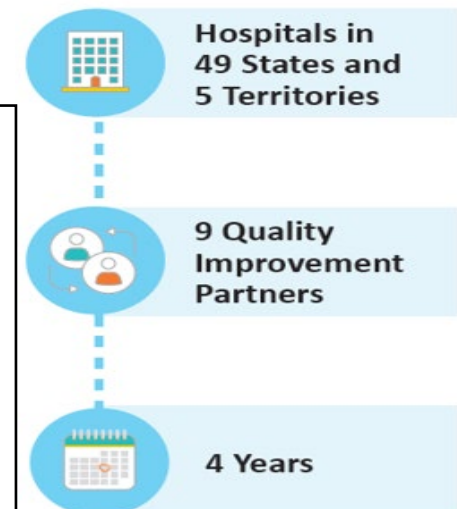 Hospitals in
49 States and
5 Territories
9 Quality
Improvement
Partners
4 Years